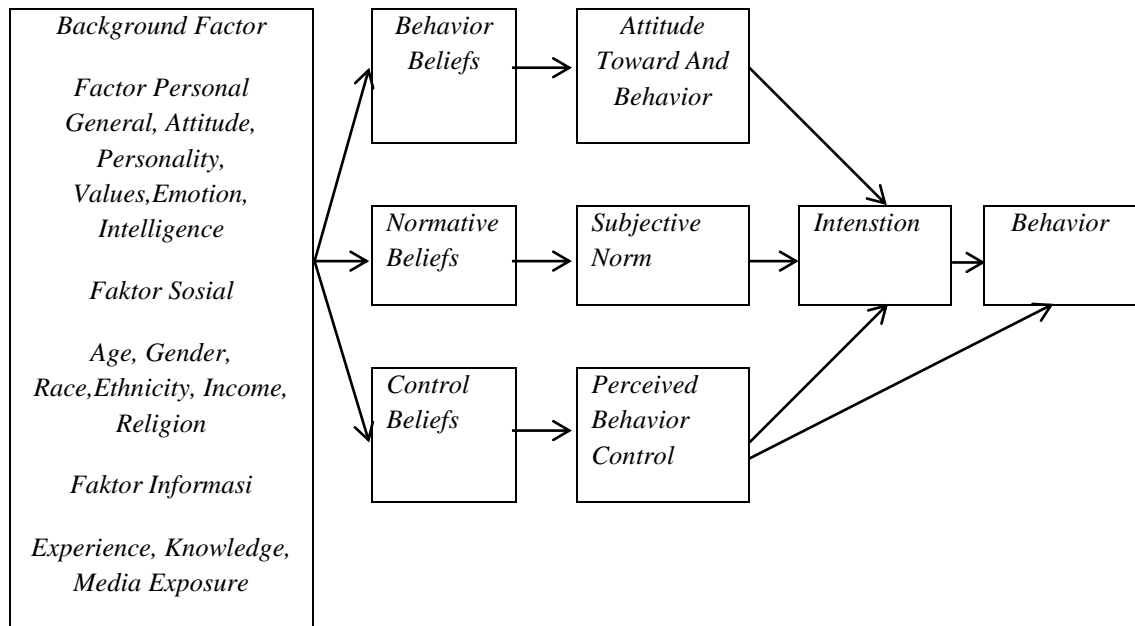 Background Factor
Factor Personal
General, Attitude,
Personality,
Values,Emotion,
Intelligence
Faktor Sosial
Age, Gender,
Race,Ethnicity, Income,
Religion
Faktor Informasi
Experience, Knowledge,
Media Exposure
Behavior
Beliefs
Attitude
Toward And
Behavior
Normative
Beliefs
Subjective
Norm
Intenstion
Behavior
Control
Beliefs
Perceived
Behavior
Control